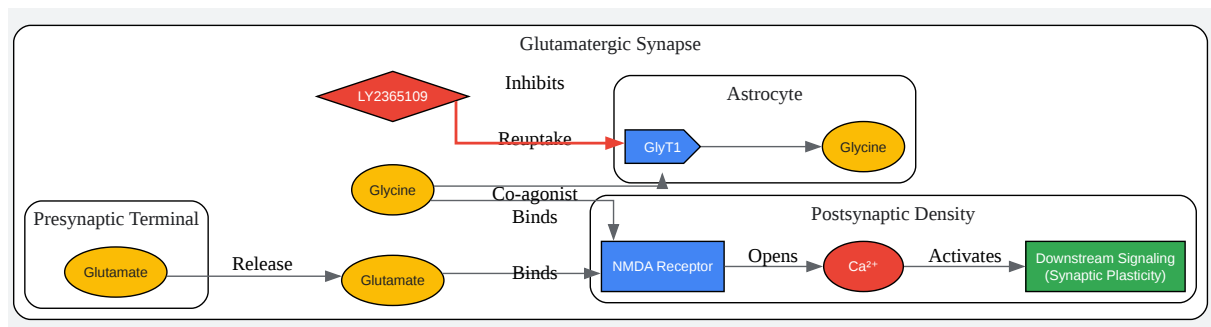 Glutamatergic Synapse
LY2365109
Inhibits
Astrocyte
Reuptake
GlyT1
Glycine
Glycine
Co-agonist
Binds
Presynaptic Terminal
Postsynaptic Density
Glutamate
Release
Glutamate
Binds
NMDA Receptor
Opens
Ca²⁺
Activates
Downstream Signaling
(Synaptic Plasticity)